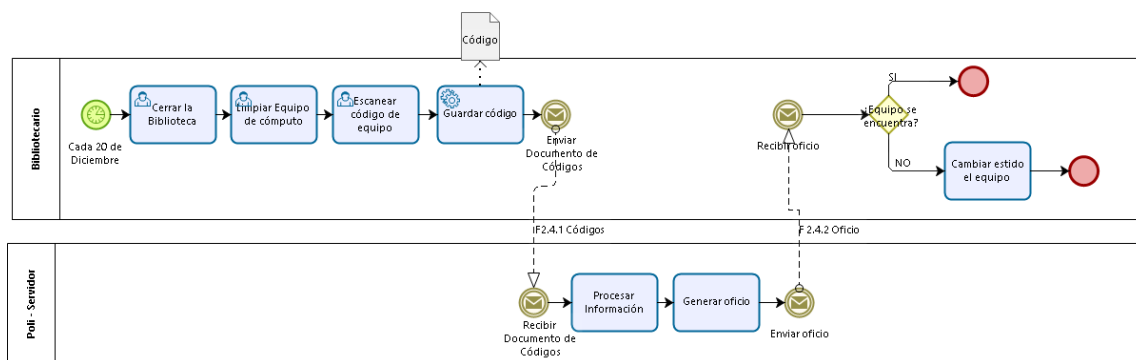 Código
Bibliotecario
Cada 20 de
Diciembre
Cerrar la
Biblioteca
Limpiar Equipo
de cómputo
Escanear
código de
equipo
Guardar código
Enviar
Documento de
Códigos
Recibir oficio
¿Equipo se
encuentra?
SI
NO
Cambiar estido
el equipo
F2.4.1 Códigos
F 2.4.2 Oficio
Poli - Servidor
Recibir
Documento de
Códigos
Procesar
Información
Generar oficio
Enviar oficio